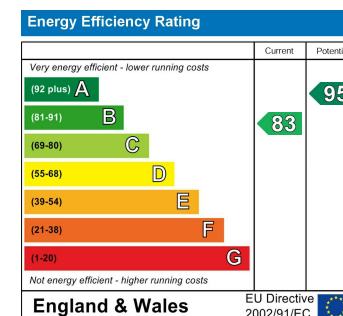 Energy Efficiency Rating
Current Potenti
Very energy efficient - lower running costs
(92 plus) A
95
(81-91) B
83
(69-80) C
(55-68) D
(39-54) E
(21-38) F
(1-20) G
Not energy efficient - higher running costs
England & Wales
EU Directive
2002/91/EC